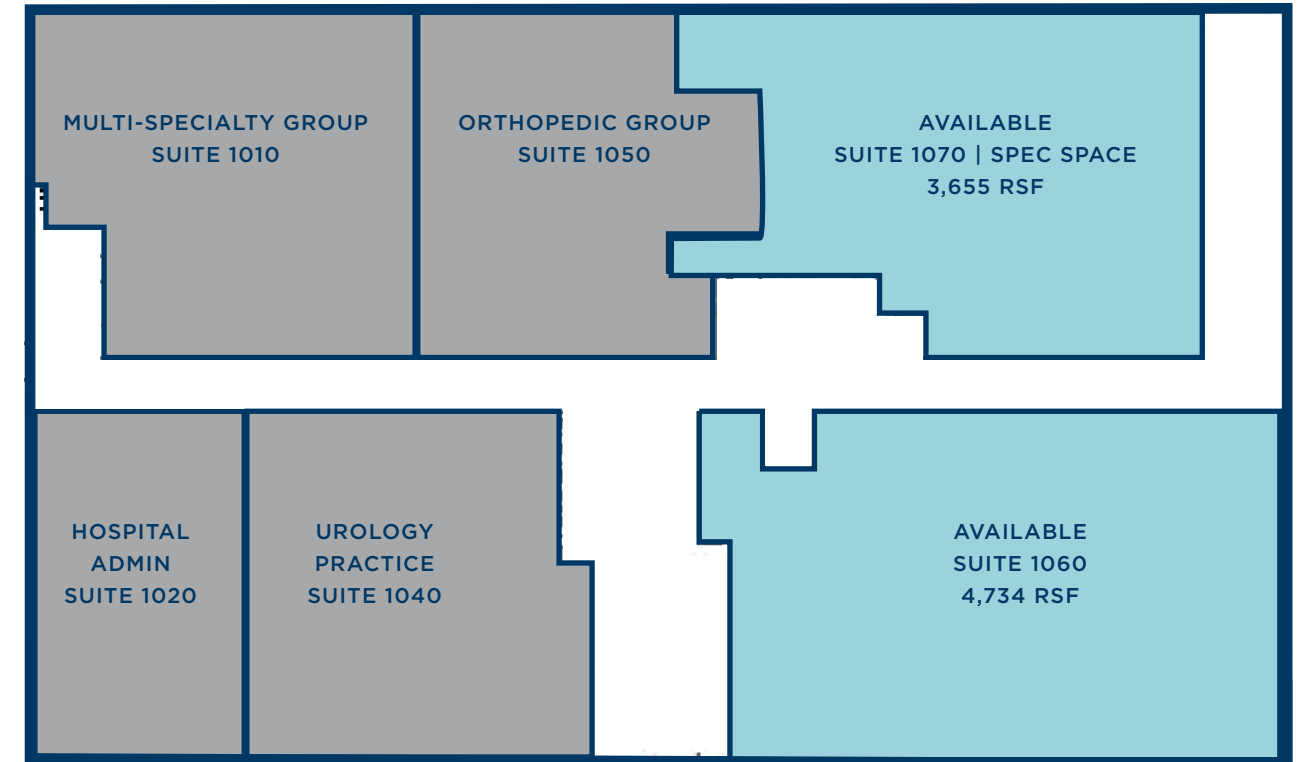 MULTI-SPECIALTY GROUP
SUITE 1010
ORTHOPEDIC GROUP
SUITE 1050
AVAILABLE
SUITE 1070 | SPEC SPACE
3,655 RSF
HOSPITAL
ADMIN
SUITE 1020
UROLOGY
PRACTICE
SUITE 1040
AVAILABLE
SUITE 1060
4,734 RSF